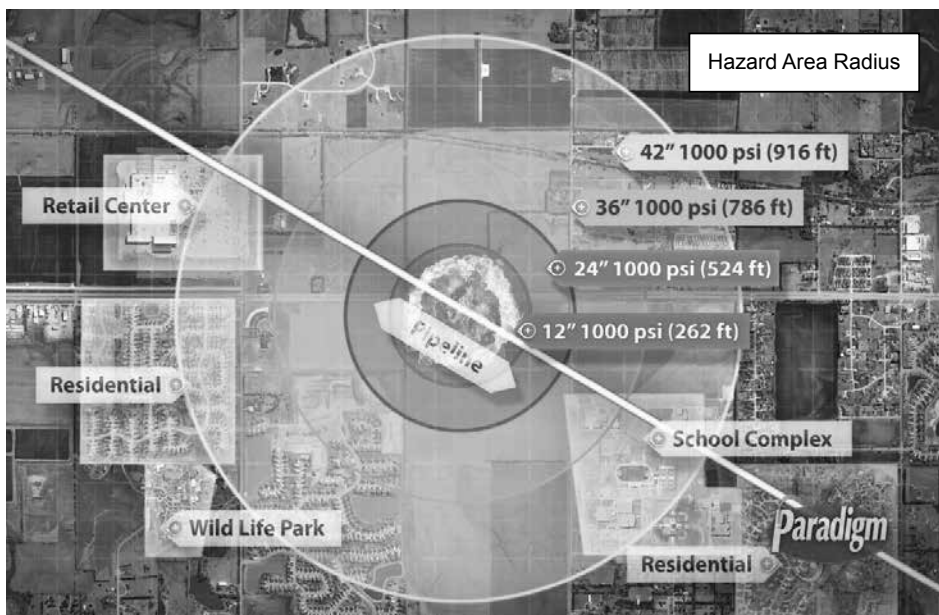 Hazard Area Radius
42” 1000 psi (916 ft)
Retail Center
36” 1000 psi (786 ft)
24” 1000 psi (524 ft)
12” 1000 psi (262 ft)
Pipeline
Residential
School Complex
Wild Life Park
Paradigm
Residential